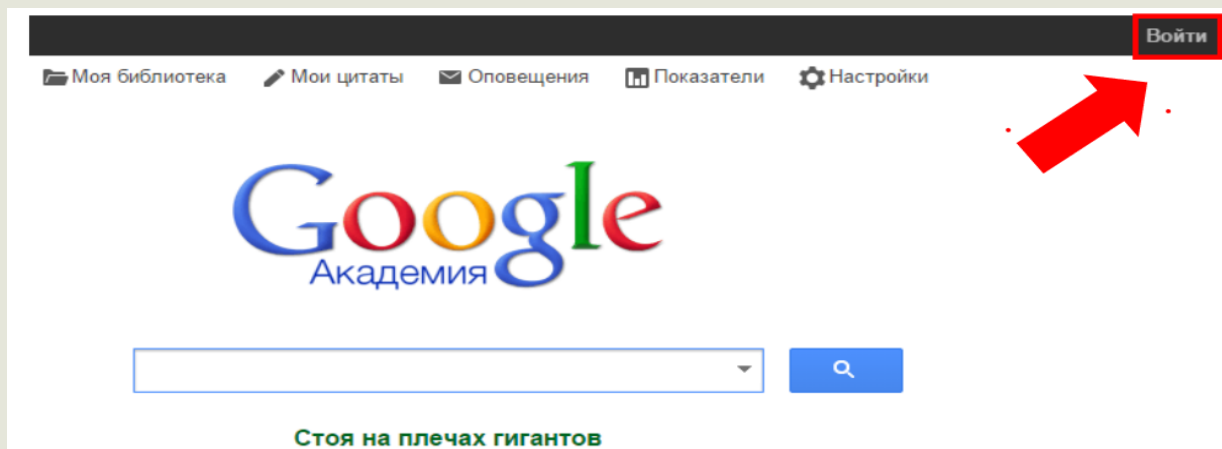 Войти
Моя библиотека Мои цитаты Оповещения Показатели Настройки
Google
Академия
Стоя на плечах гигантов